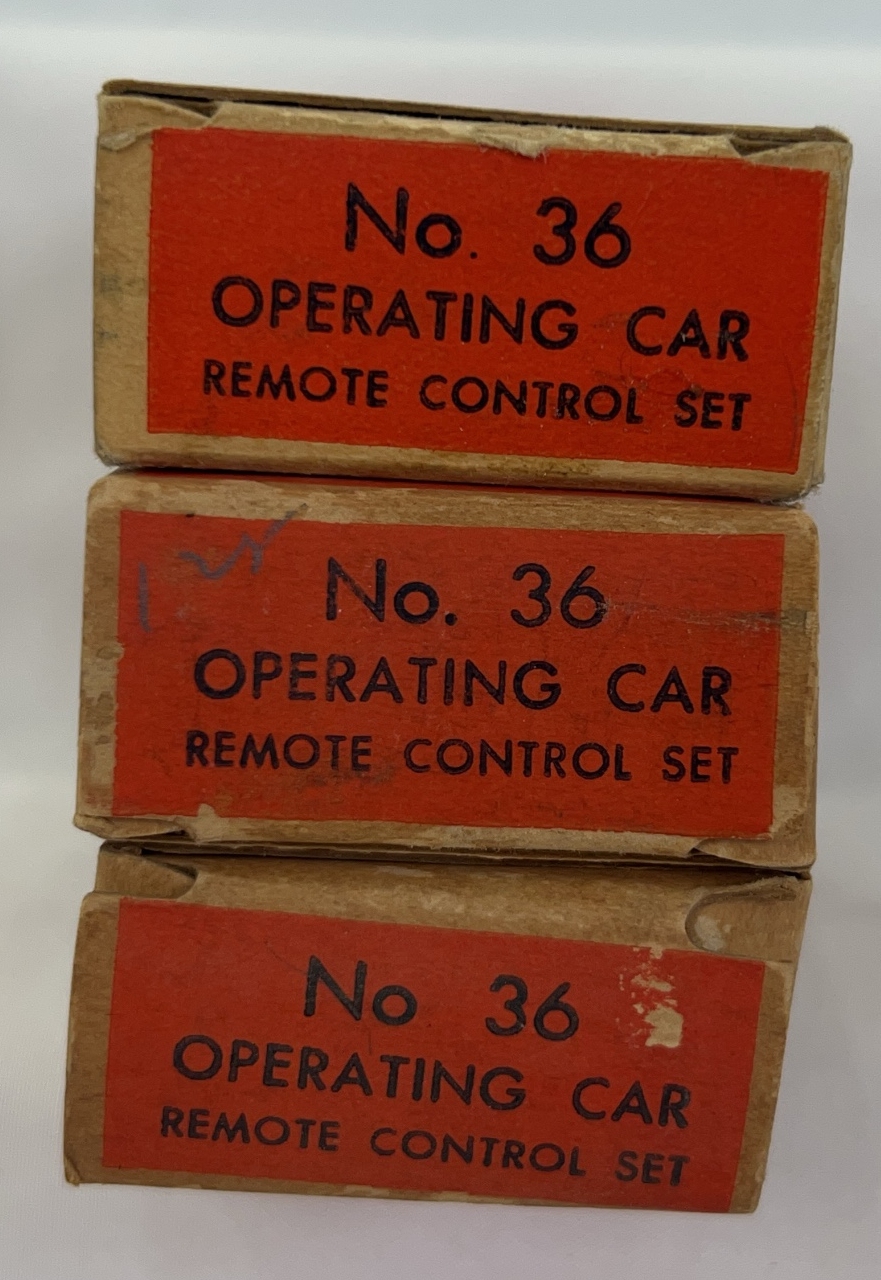 No. 36
OPERATING CAR
REMOTE CONTROL SET
No. 36
OPERATING CAR
REMOTE CONTROL SET
No 36
OPERATING CAR
REMOTE CONTROL SET